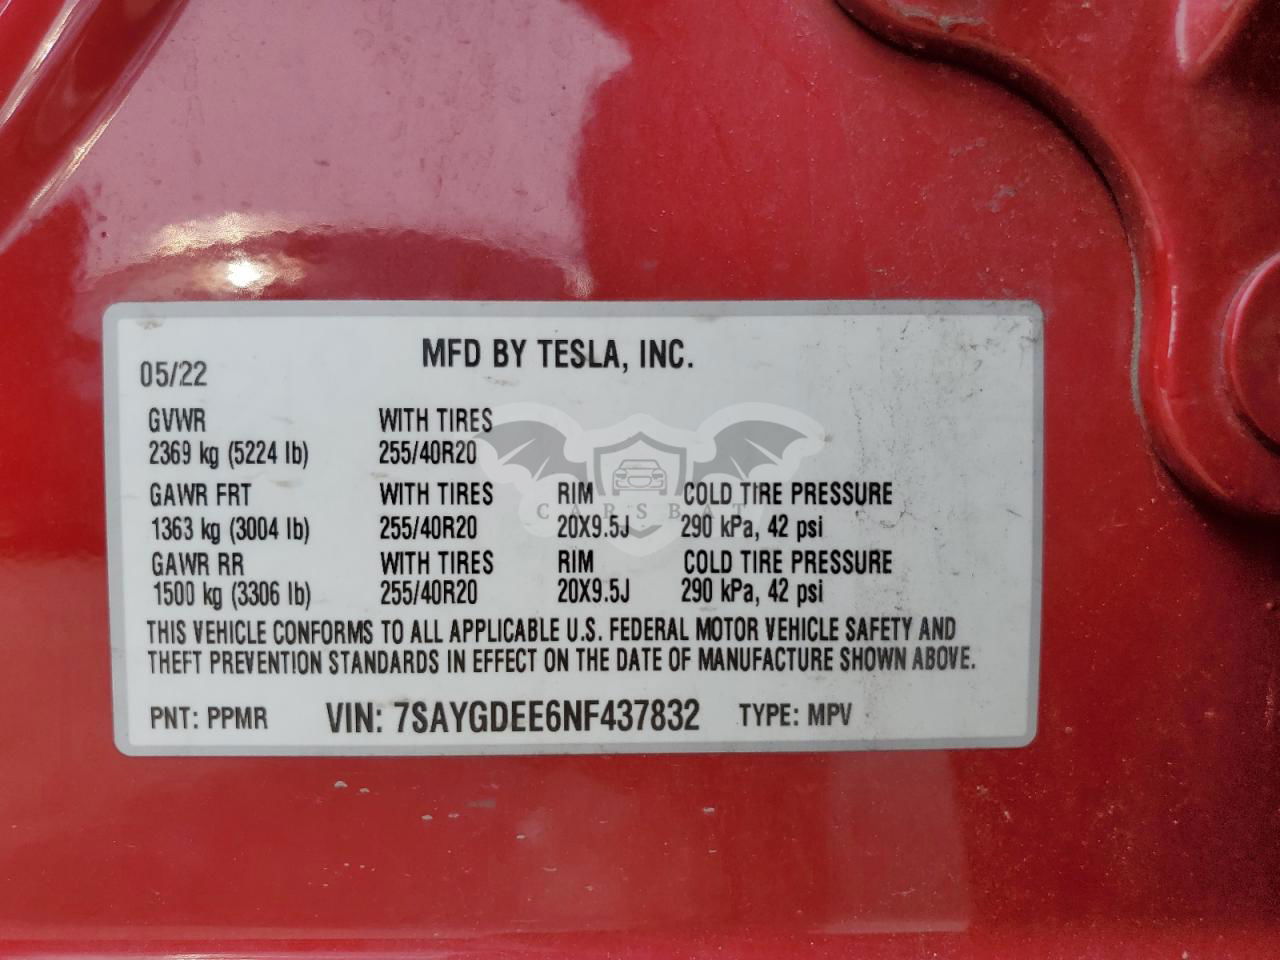 MFD BY TESLA, INC.
05/22
GVWR WITH TIRES
2369 kg (5224 lb) 255/40R20
GAWR FRT WITH TIRES RIM COLD TIRE PRESSURE
1363 kg (3004 lb) 255/40R20 20X9.5J 290 kPa, 42 psi
GAWR RR WITH TIRES RIM COLD TIRE PRESSURE
1500 kg (3306 lb) 255/40R20 20X9.5J 290 kPa, 42 psi
THIS VEHICLE CONFORMS TO ALL APPLICABLE U.S. FEDERAL MOTOR VEHICLE SAFETY AND
THEFT PREVENTION STANDARDS IN EFFECT ON THE DATE OF MANUFACTURE SHOWN ABOVE.
PNT: PPMR VIN: 7SAYGDEE6NF437832 TYPE: MPV
CARSBAT